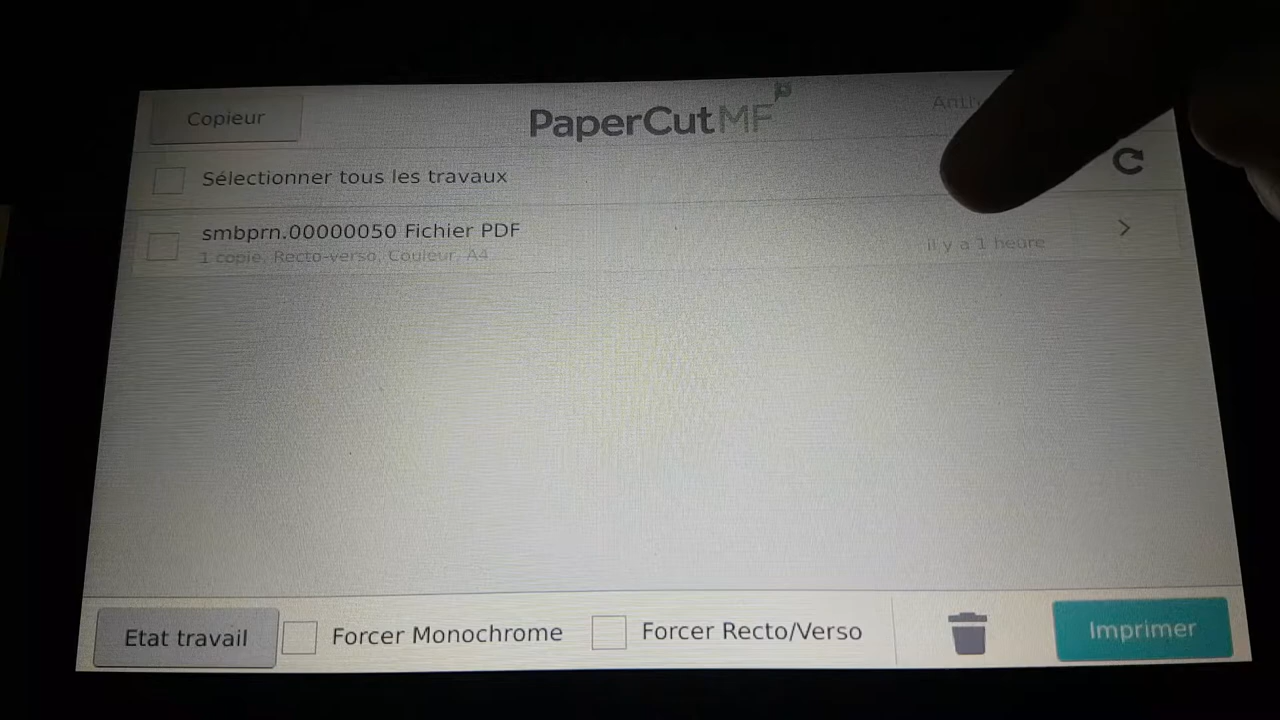 Copieur
PaperCutMF
Sélectionner tous les travaux
smbprn.00000050 Fichier PDF
1 copie, Recto-verso, Couleur, A4
il y a 1 heure
Etat travail
Forcer Monochrome
Forcer Recto/Verso
Imprimer